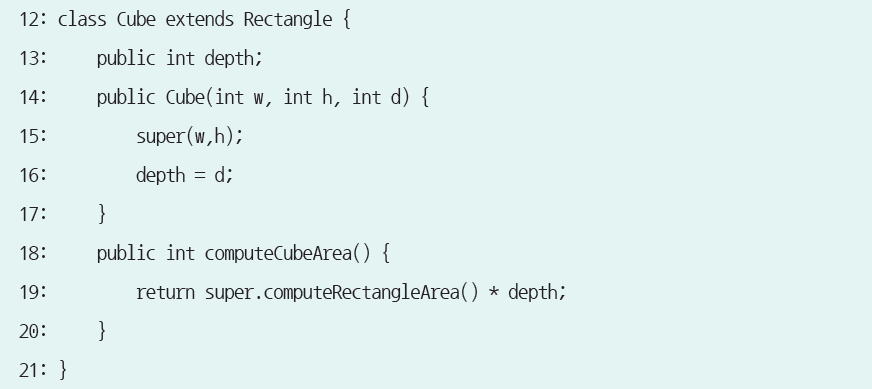 12: class Cube extends Rectangle {
13:     public int depth;
14:     public Cube(int w, int h, int d) {
15:         super(w,h);
16:         depth = d;
17:     }
18:     public int computeCubeArea() {
19:         return super.computeRectangleArea() * depth;
20:     }
21: }